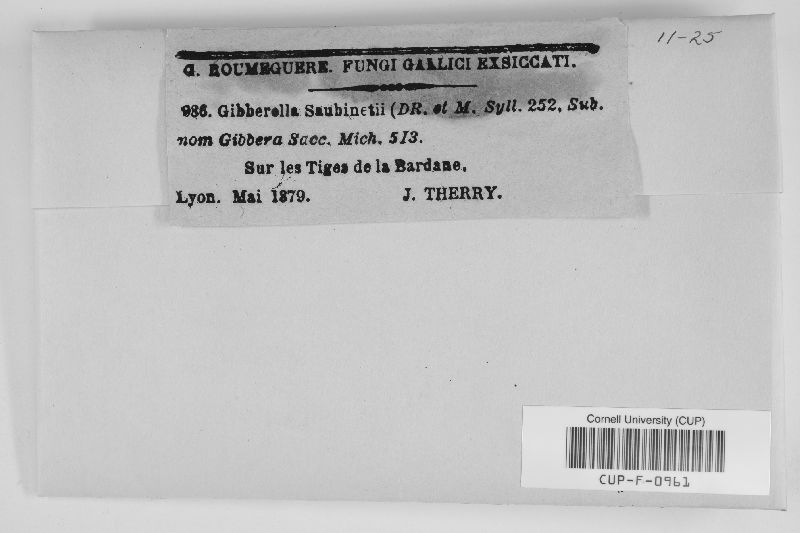 11-25
C. ROUMEGUERE. FUNGI GALLICI EXSICCATI.
986. Gibberella Saubinetii (DR. et M. Syll. 252, Sub.
nom Gibbera Sacc. Mich. 513.
Sur les Tiges de la Bardane.
Lyon. Mai 1879. J. THERRY.
Cornell University (CUP)
CUP-F-0961